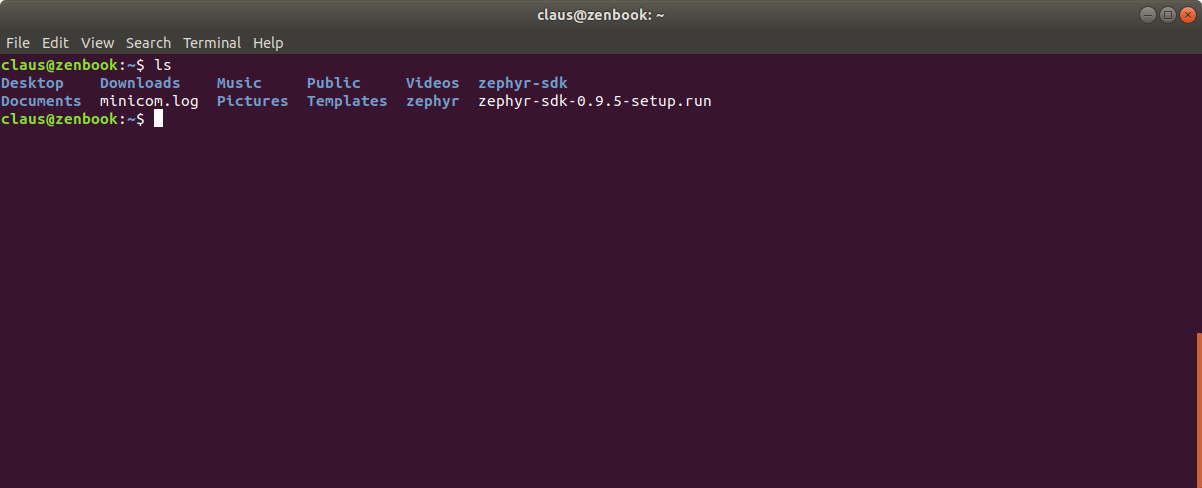 claus@zenbook: ~
File Edit View Search Terminal Help
claus@zenbook:~$ ls
Desktop    Downloads    Music     Public     Videos  zephyr-sdk
Documents  minicom.log  Pictures  Templates  zephyr  zephyr-sdk-0.9.5-setup.run
claus@zenbook:~$